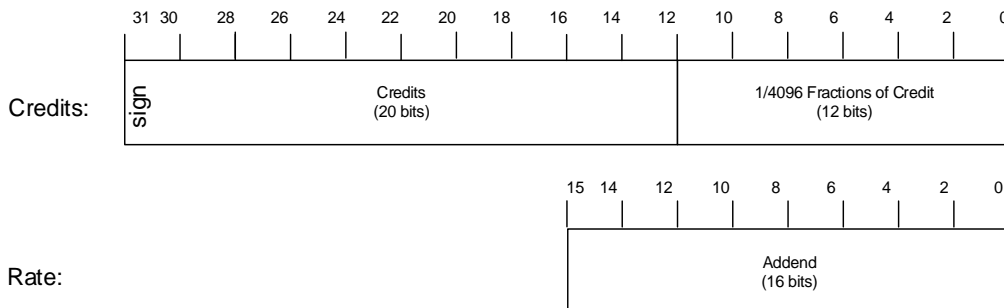 31 30 28 26 24 22 20 18 16 14 12 10 8 6 4 2 0
Credits:
sign
Credits
(20 bits)
1/4096 Fractions of Credit
(12 bits)
15 14 12 10 8 6 4 2 0
Rate:
Addend
(16 bits)